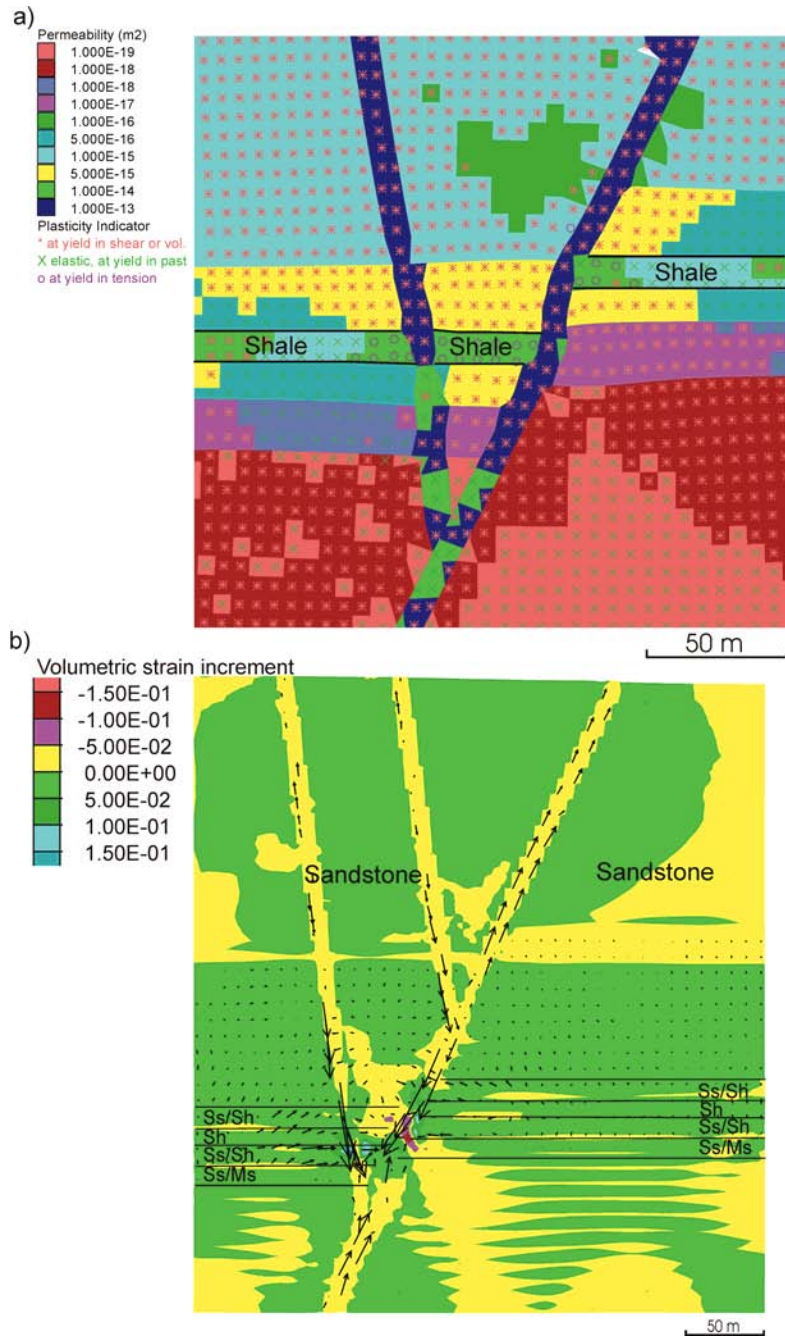 a)
Permeability (m2)
1.000E-19
1.000E-18
1.000E-18
1.000E-17
1.000E-16
5.000E-16
1.000E-15
5.000E-15
1.000E-14
1.000E-13
Plasticity Indicator
* at yield in shear or vol.
X elastic, at yield in past
o at yield in tension
Shale
Shale
Shale
50 m
b)
Volumetric strain increment
-1.50E-01
-1.00E-01
-5.00E-02
0.00E+00
5.00E-02
1.00E-01
1.50E-01
Sandstone
Sandstone
Ss/Sh
Sh
Ss/Sh
Ss/Ms
Ss/Sh
Sh
Ss/Sh
Ss/Ms
50 m